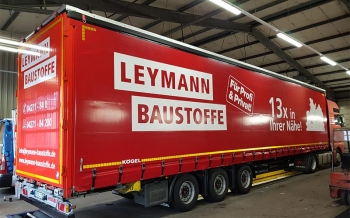 LEYMANN
BAUSTOFFE
Für Profi
& Privat!
13x in
Ihrer Nähe!
LEYMANN
BAUSTOFFE
KÖGEL